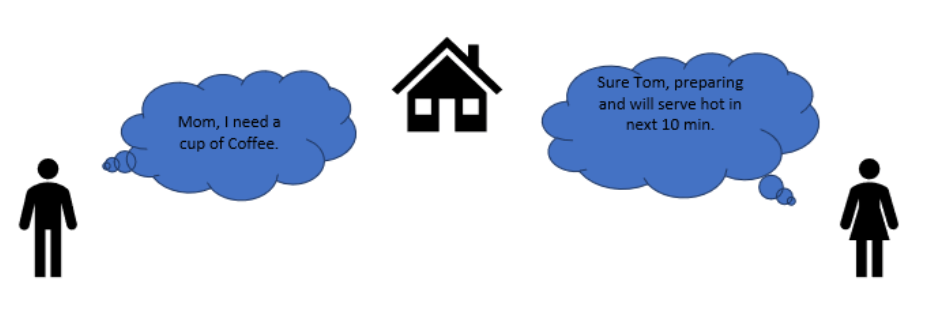 Mom, I need a
cup of Coffee.
Sure Tom, preparing
and will serve hot in
next 10 min.